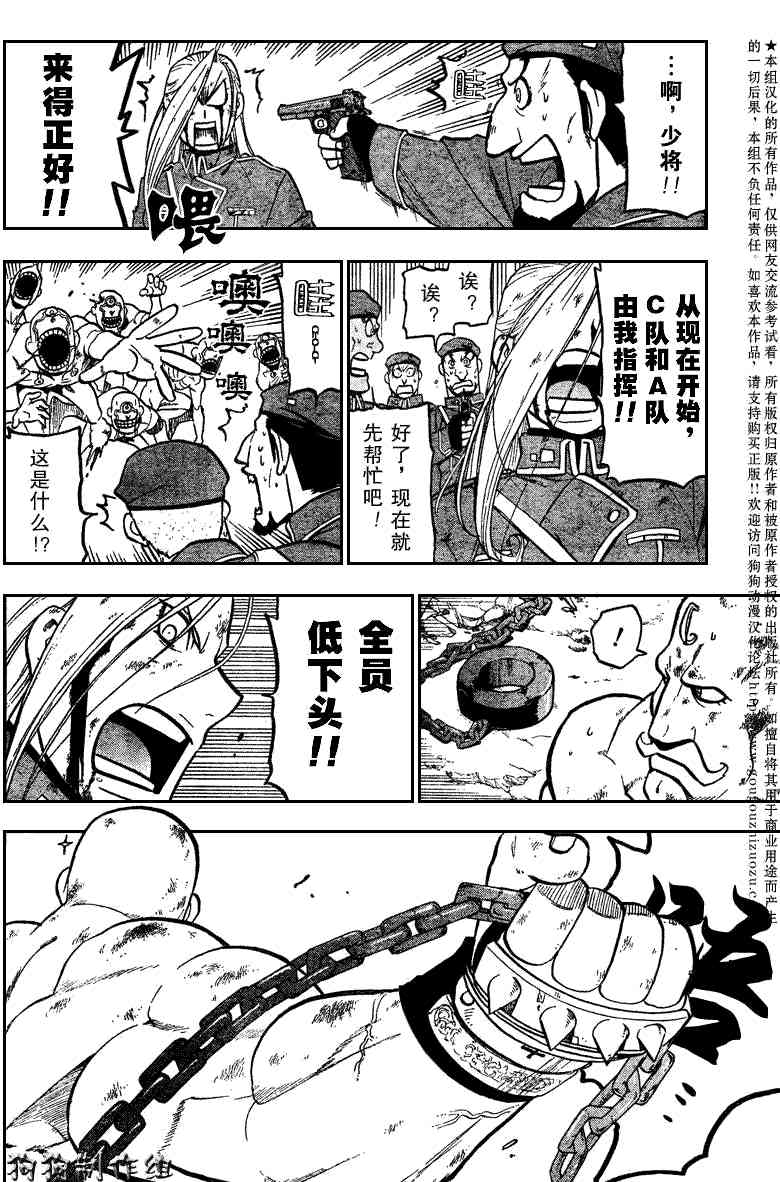 …啊，少将!!
哇
来得正好!!
喂
从现在开始，
C队和A队
由我指挥!!
诶？
诶？
好了，现在就
先帮忙吧！
哇
噢
噢
噢
这是什么!?
！
全员
低下头!!
★本组汉化的所有作品，仅供网友交流参考试看，所有版权归原作者和被原作者授权的出版社所有。如擅自将其用于商业用途而产生
的一切后果，本组不负任何责任。如喜欢本作品，请支持购买正版!!欢迎访问狗狗动漫汉化论坛
狗狗制作组